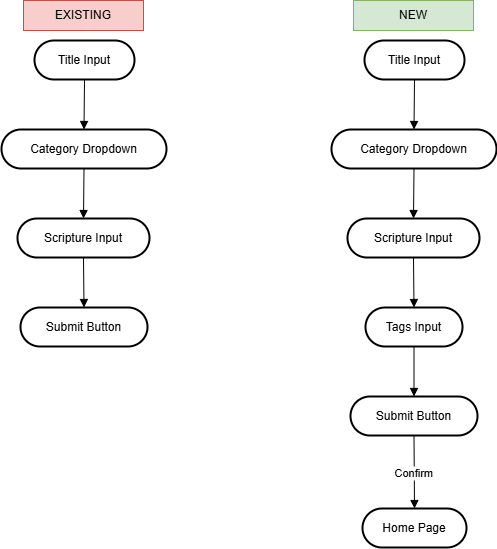 EXISTING
Title Input
Category Dropdown
Scripture Input
Submit Button
NEW
Title Input
Category Dropdown
Scripture Input
Tags Input
Submit Button
Confirm
Home Page